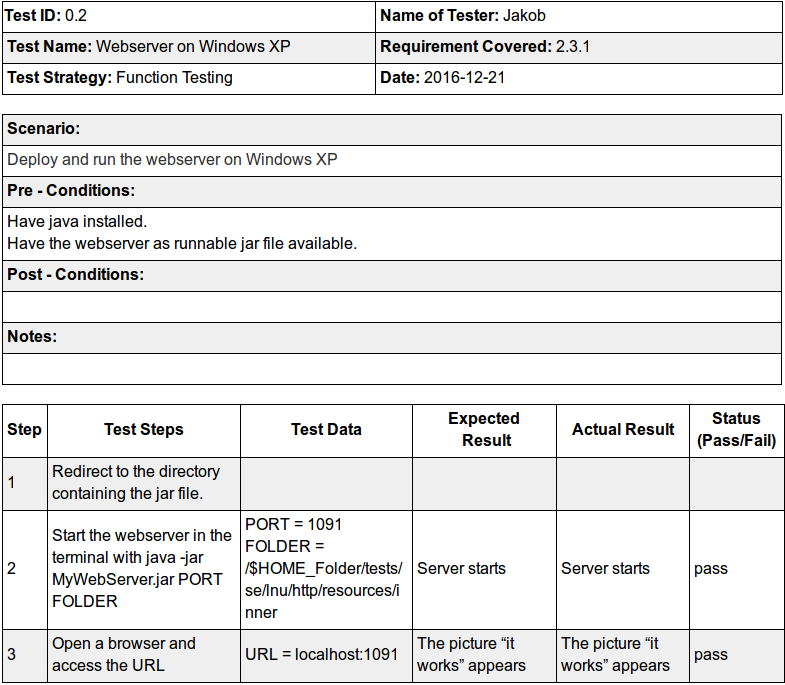 Test ID: 0.2
Name of Tester: Jakob
Test Name: Webserver on Windows XP
Requirement Covered: 2.3.1
Test Strategy: Function Testing
Date: 2016-12-21
Scenario:
Deploy and run the webserver on Windows XP
Pre - Conditions:
Have java installed.
Have the webserver as runnable jar file available.
Post - Conditions:
Notes:
Step
Test Steps
Test Data
Expected
Result
Actual Result
Status
(Pass/Fail)
1
Redirect to the directory
containing the jar file.
2
Start the webserver in the
terminal with java -jar
MyWebServer.jar PORT
FOLDER
PORT = 1091
FOLDER =
/$HOME_Folder/tests/
se/lnu/http/resources/i
nner
Server starts
Server starts
pass
3
Open a browser and
access the URL
URL = localhost:1091
The picture “it
works” appears
The picture “it
works” appears
pass